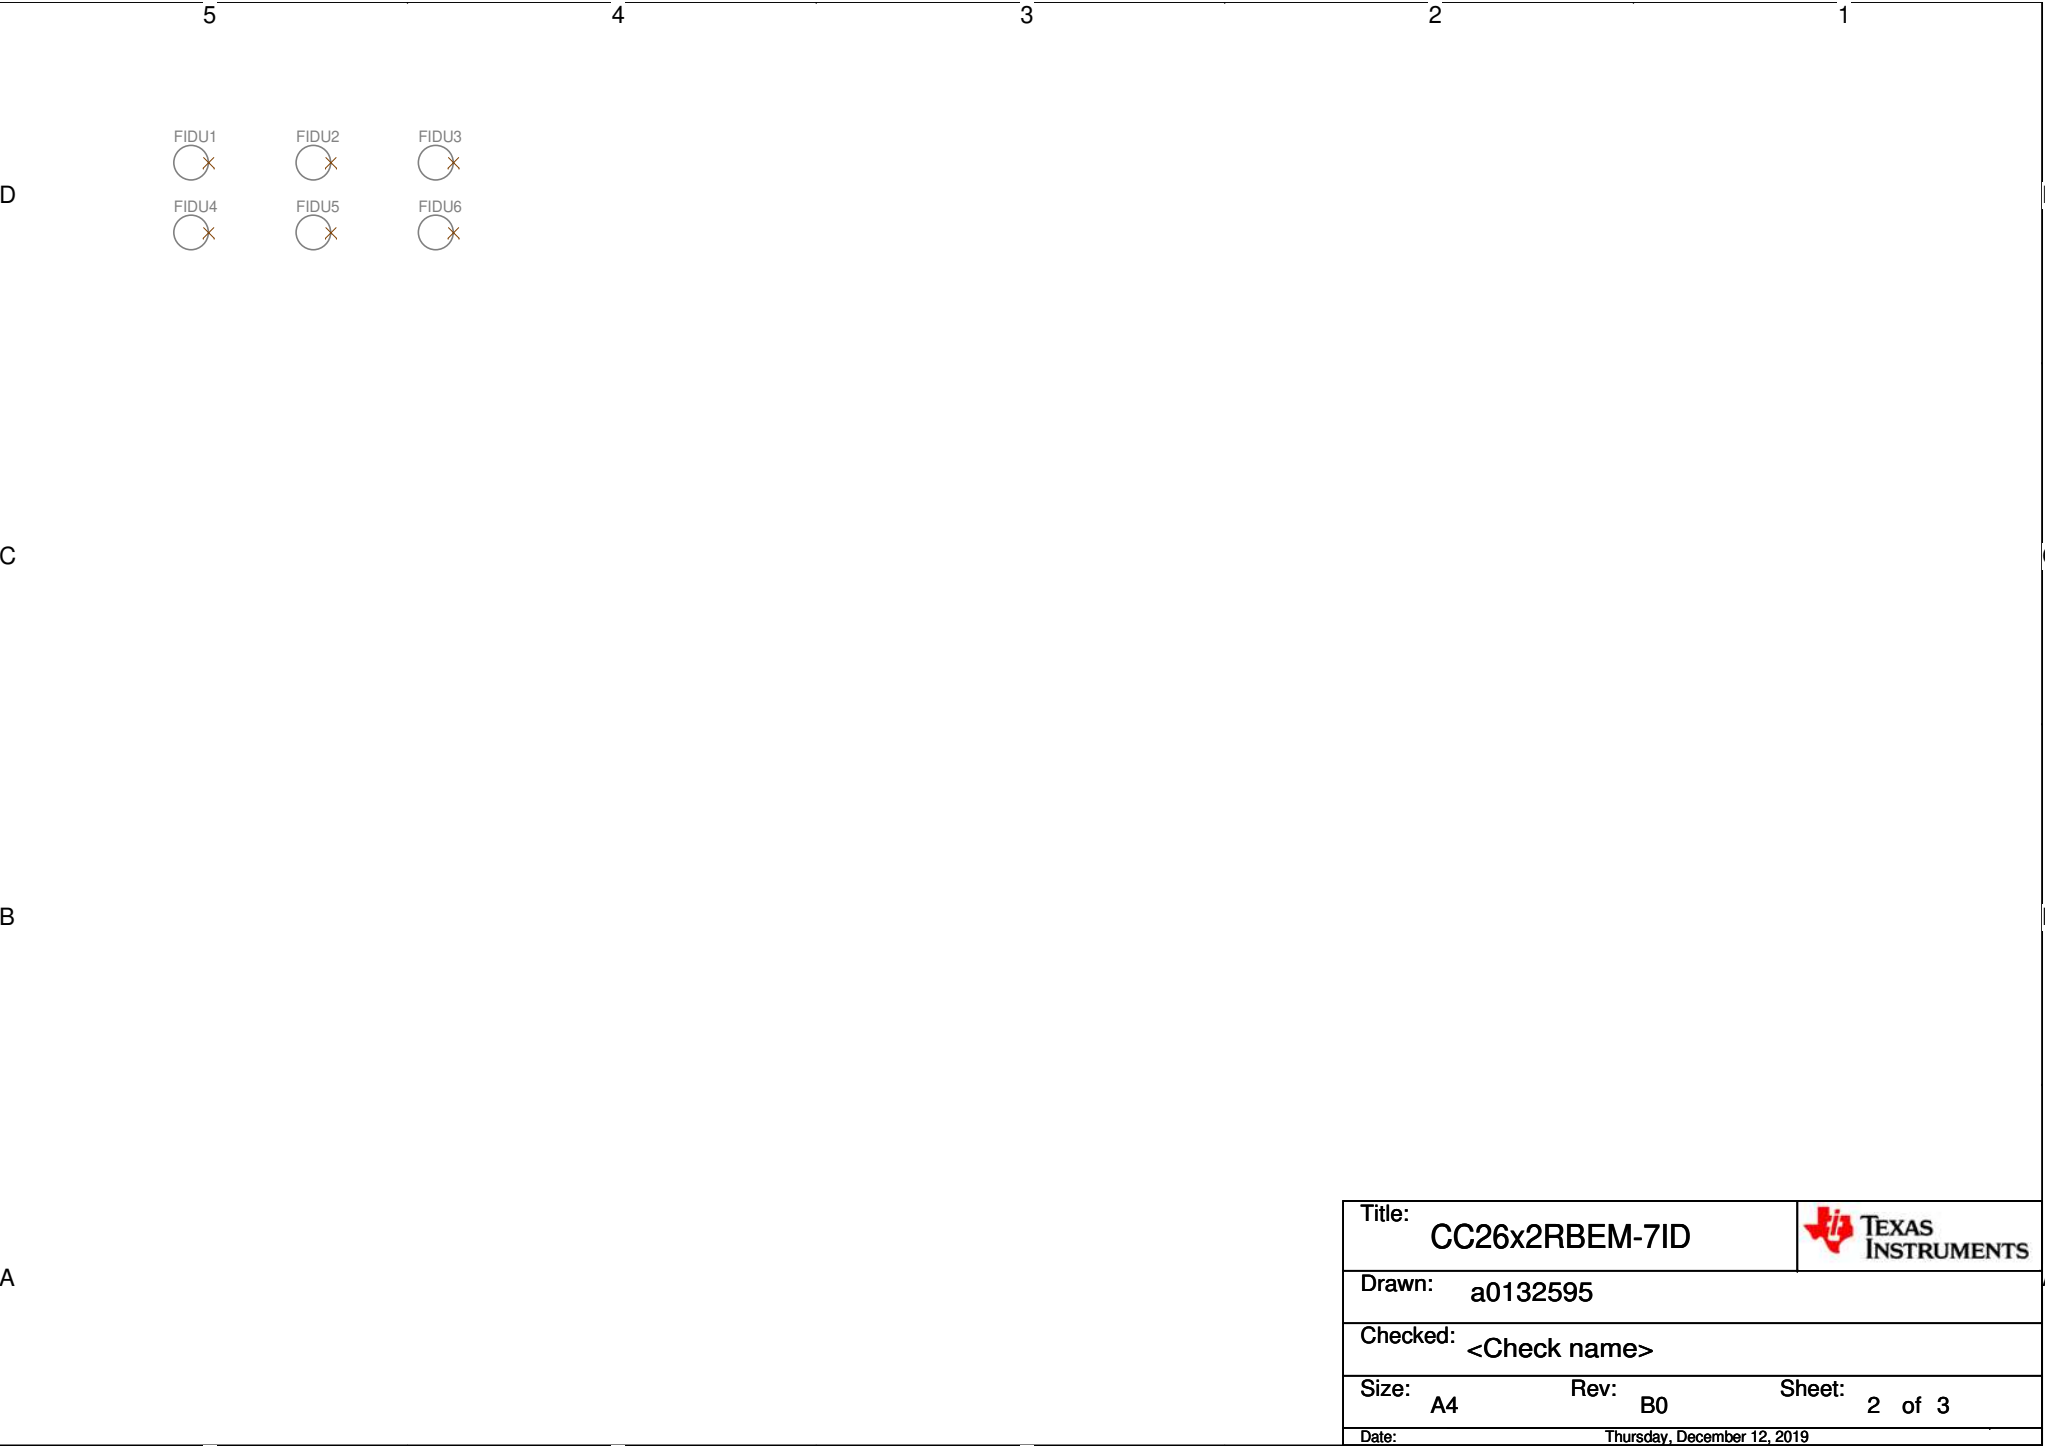 5 4 3 2 1
FIDU1 FIDU2 FIDU3
D
FIDU4 FIDU5 FIDU6
C
B
A
Title: CC26x2RBEM-7ID
TEXAS
INSTRUMENTS
Drawn: a0132595
Checked: <Check name>
Size: A4 Rev: B0 Sheet: 2 of 3
Date: Thursday, December 12, 2019